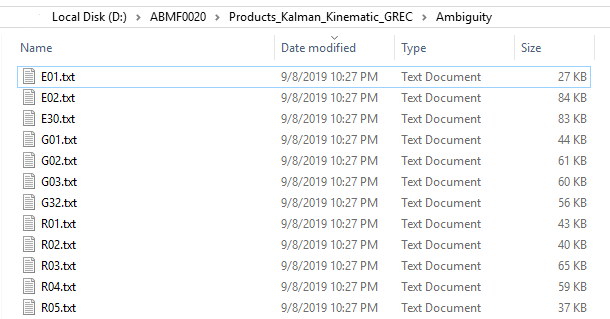 Local Disk (D:) > ABMF0020 > Products_Kalman_Kinematic_GREC > Ambiguity
Name Date modified Type Size
E01.txt 9/8/2019 10:27 PM Text Document 27 KB
E02.txt 9/8/2019 10:27 PM Text Document 84 KB
E30.txt 9/8/2019 10:27 PM Text Document 83 KB
G01.txt 9/8/2019 10:27 PM Text Document 44 KB
G02.txt 9/8/2019 10:27 PM Text Document 61 KB
G03.txt 9/8/2019 10:27 PM Text Document 60 KB
G32.txt 9/8/2019 10:27 PM Text Document 56 KB
R01.txt 9/8/2019 10:27 PM Text Document 43 KB
R02.txt 9/8/2019 10:27 PM Text Document 40 KB
R03.txt 9/8/2019 10:27 PM Text Document 65 KB
R04.txt 9/8/2019 10:27 PM Text Document 59 KB
R05.txt 9/8/2019 10:27 PM Text Document 37 KB